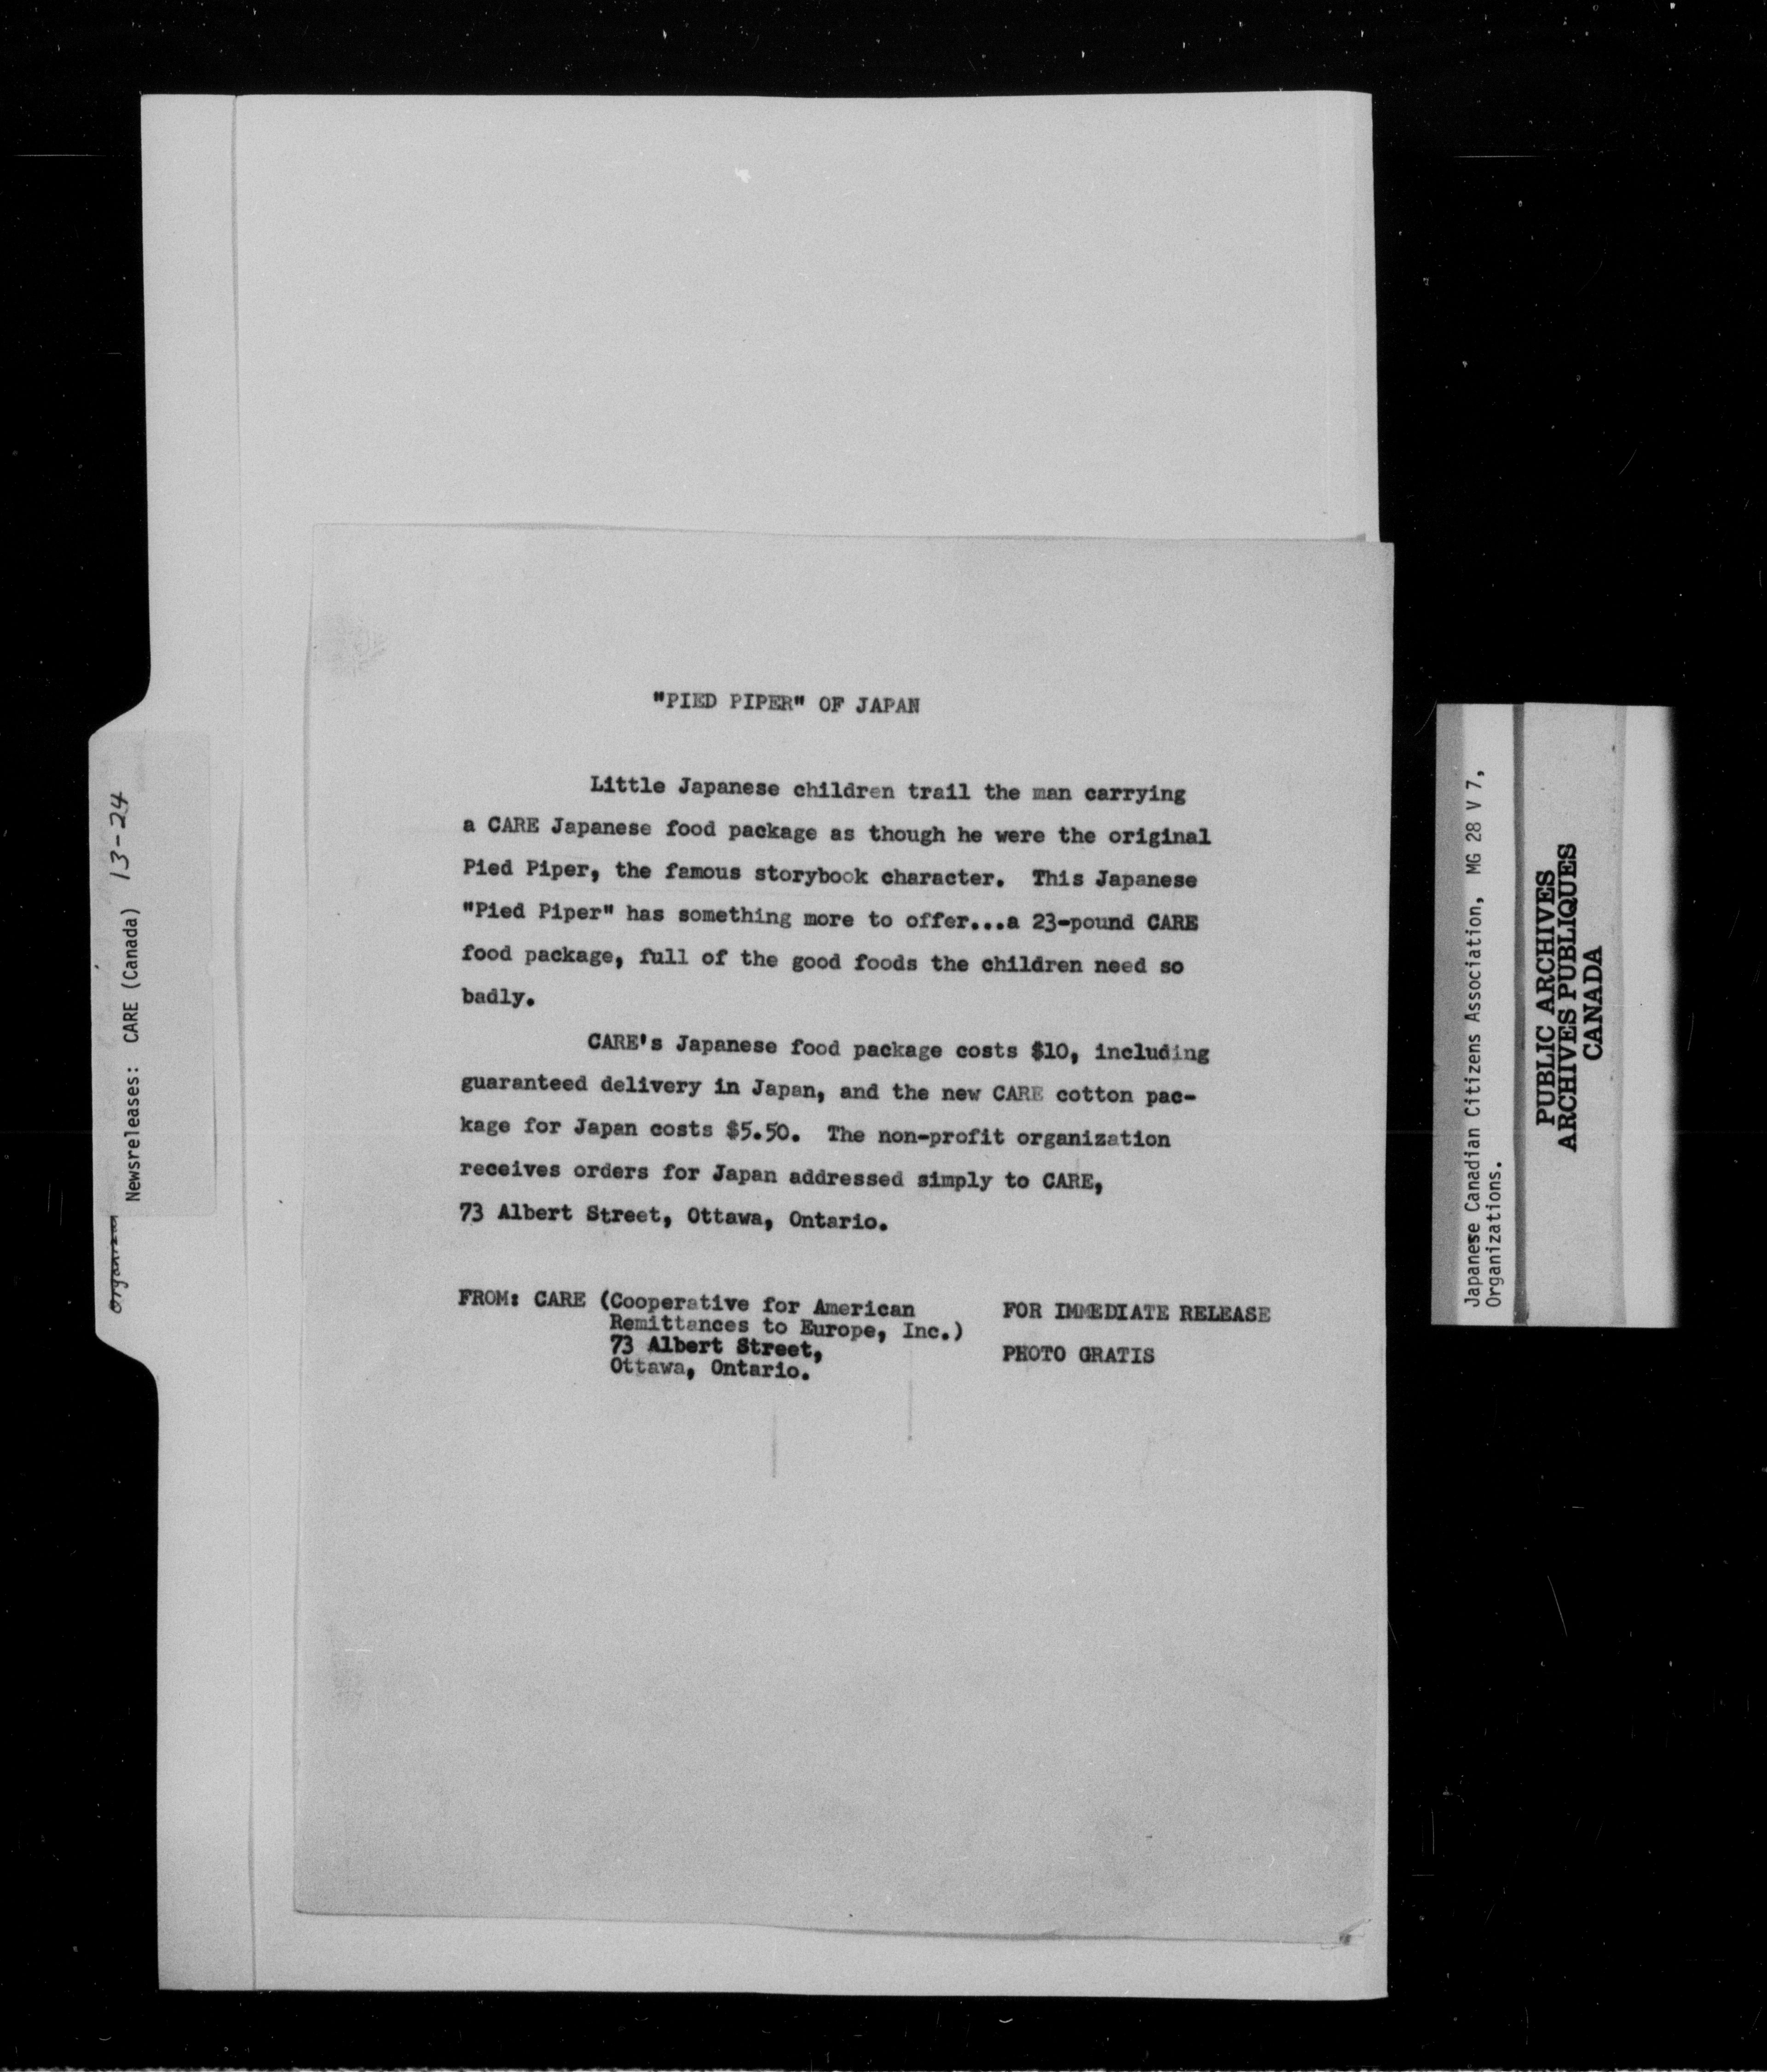 "PIED PIPER" OF JAPAN
Little Japanese children trail the man carrying
a CARE Japanese food package as though he were the original
Pied Piper, the famous storybook character. This Japanese
"Pied Piper" has something more to offer...a 23-pound CARE
food package, full of the good foods the children need so
badly.
CARE's Japanese food package costs $10, including
guaranteed delivery in Japan, and the new CARE cotton pac-
kage for Japan costs $5.50. The non-profit organization
receives orders for Japan addressed simply to CARE,
73 Albert Street, Ottawa, Ontario.
FROM: CARE (Cooperative for American
Remittances to Europe, Inc.)
73 Albert Street,
Ottawa, Ontario.
FOR IMMEDIATE RELEASE
PHOTO GRATIS
Newsreleases: CARE (Canada) 13-24
Japanese Canadian Citizens Association, MG 28 V 7,
Organizations.
PUBLIC ARCHIVES
ARCHIVES PUBLIQUES
CANADA